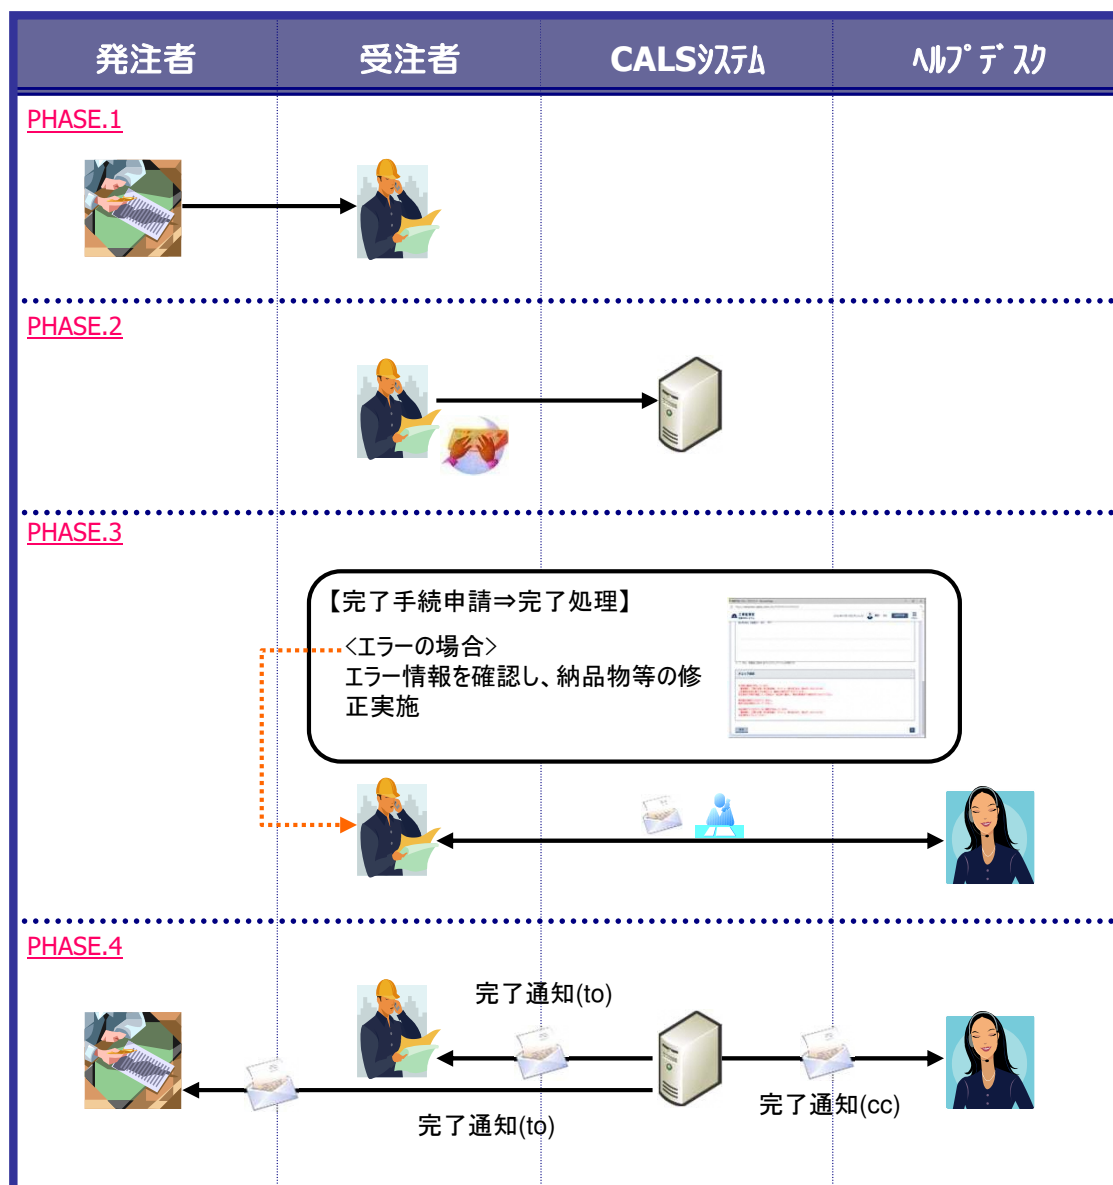 発注者
受注者
CALSｼｽﾃﾑ
ﾍﾙﾌﾟﾃﾞｽｸ
PHASE.1
PHASE.2
PHASE.3
【完了手続申請⇒完了処理】
<エラーの場合>
エラー情報を確認し、納品物等の修
正実施
PHASE.4
完了通知(to)
完了通知(cc)
完了通知(to)